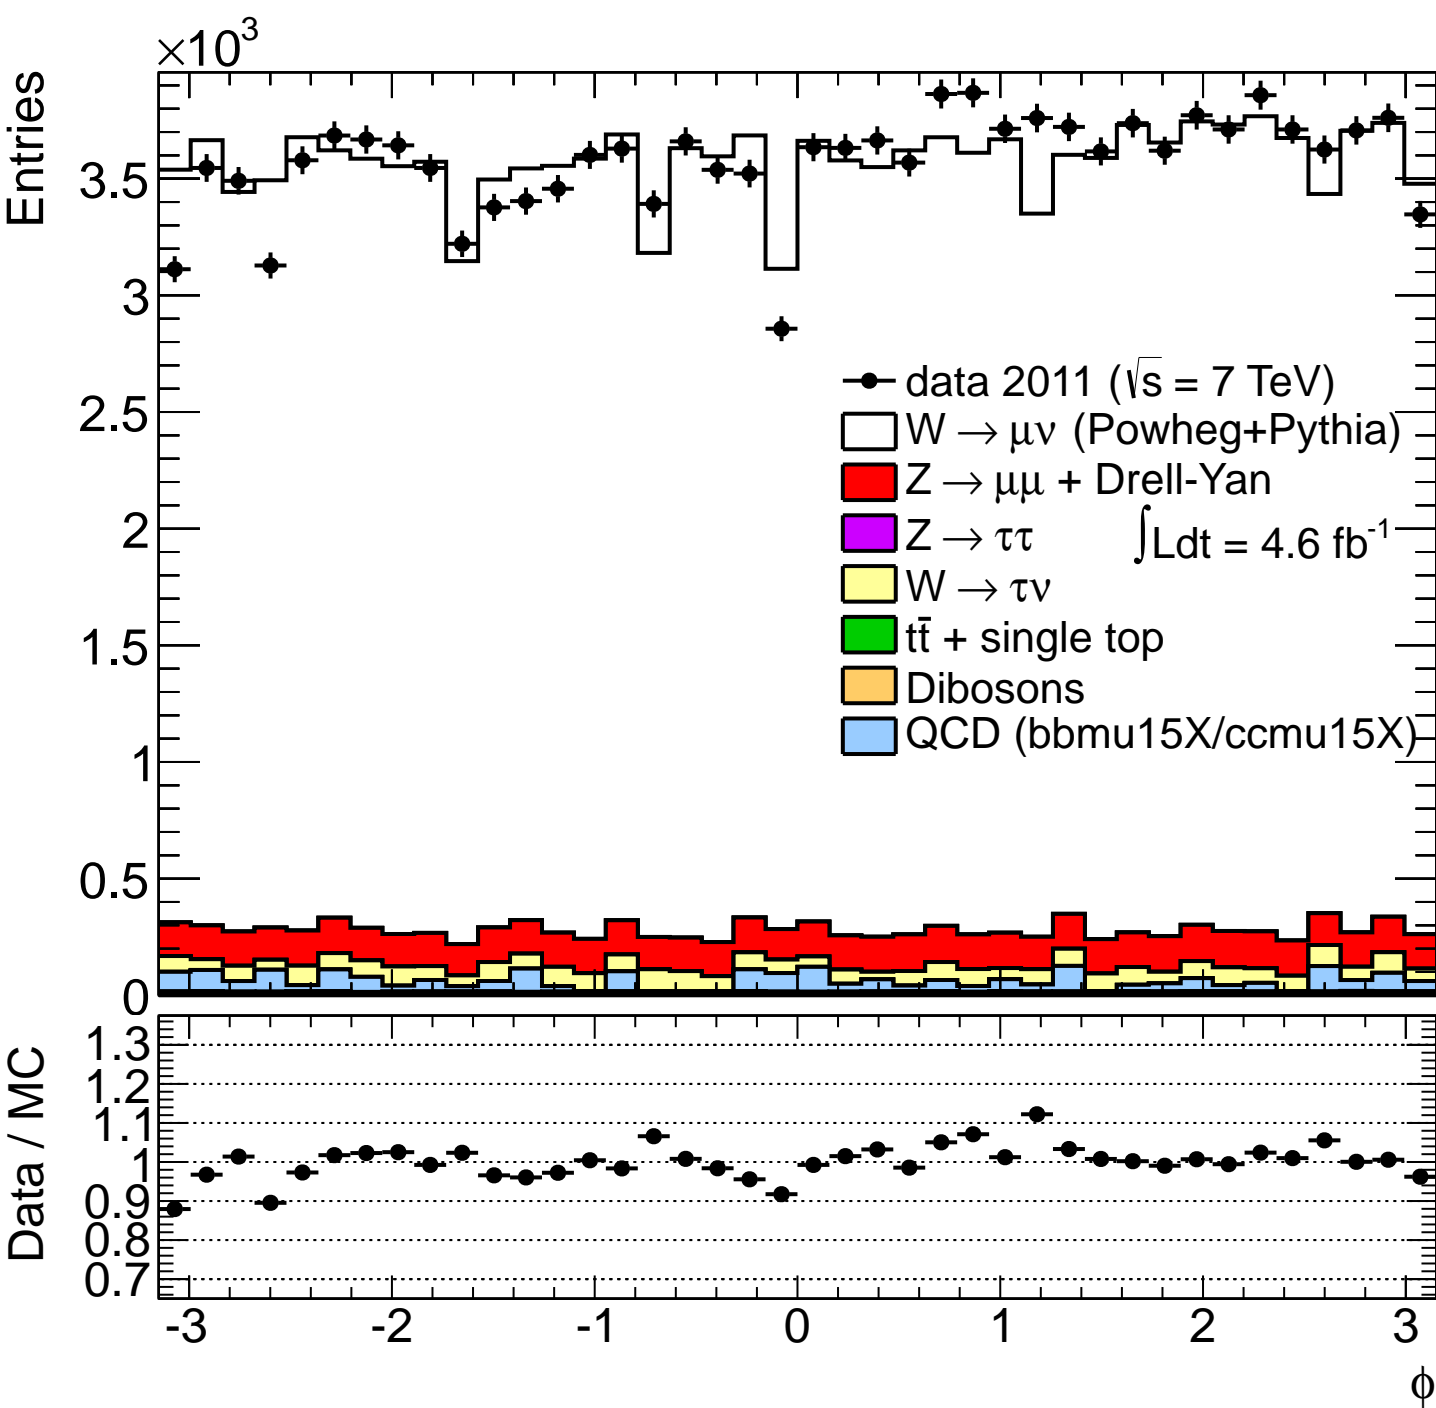 ×10³
Entries
3.5
3
2.5
2
1.5
1
0.5
0
data 2011 (√s = 7 TeV)
W → μν (Powheg+Pythia)
Z → μμ + Drell-Yan
Z → ττ
∫Ldt = 4.6 fb⁻¹
W → τν
tt̄ + single top
Dibosons
QCD (bbmu15X/ccmu15X)
Data / MC
1.3
1.2
1.1
1
0.9
0.8
0.7
-3 -2 -1 0 1 2 3
ϕ